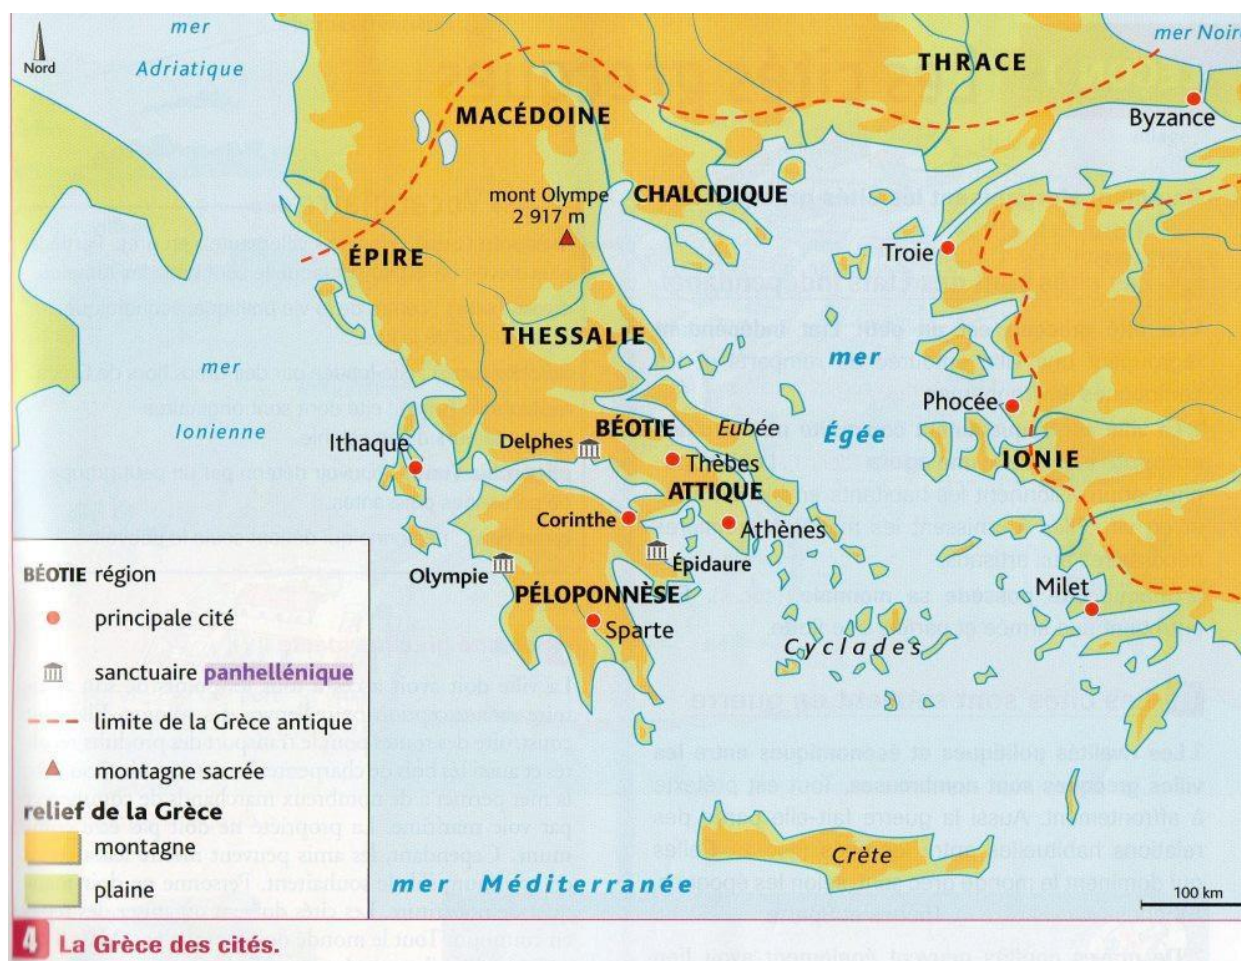 Nord
mer
Adriatique
mer Noire
THRACE
MACÉDOINE
Byzance
CHALCIDIQUE
mont Olympe
2 917 m
ÉPIRE
Troie
THESSALIE
mer
Égée
mer
Ionienne
Phocée
Ithaque
Delphes
BÉOTIE
Eubée
Thèbes
IONIE
ATTIQUE
Corinthe
Athènes
Épidaure
Olympie
PÉLOPONNÈSE
Milet
Sparte
Cyclades
Crète
mer Méditerranée
100 km
BÉOTIE région
principale cité
sanctuaire panhellénique
limite de la Grèce antique
montagne sacrée
relief de la Grèce
montagne
plaine
4 La Grèce des cités.